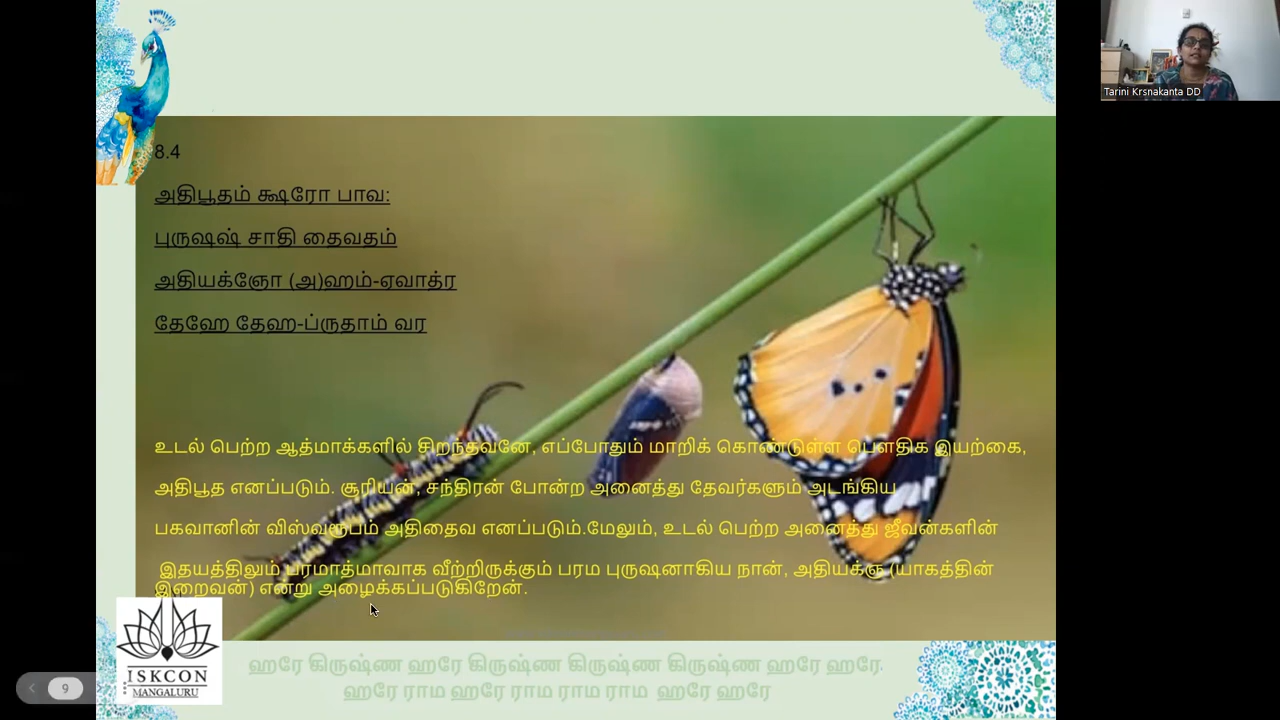 Tarini Krsnakanta DD
8.4
அதிபூதம் க்ஷரோ பாவ:
புருஷஷ் சாதி தைவதம்
அதியக்ஞோ (அ)ஹம்-ஏவாத்ர
தேஹே தேஹ-ப்ருதாம் வர
உடல் பெற்ற ஆத்மாக்களில் சிறந்தவனே, எப்போதும் மாறிக் கொண்டுள்ள பௌதிக இயற்கை,
அதிபூத எனப்படும். சூரியன், சந்திரன் போன்ற அனைத்து தேவர்களும் அடங்கிய
பகவானின் விஸ்வரூபம் அதிதைவ எனப்படும்.மேலும், உடல் பெற்ற அனைத்து ஜீவன்களின்
இதயத்திலும் பரமாத்மாவாக வீற்றிருக்கும் பரம புருஷனாகிய நான், அதியக்ஞ (யாகத்தின்
இறைவன்) என்று அழைக்கப்படுகிறேன்.
ISKCON
MANGALURU
ஹரே கிருஷ்ண ஹரே கிருஷ்ண கிருஷ்ண கிருஷ்ண ஹரே ஹரே
ஹரே ராம ஹரே ராம ராம ராம ஹரே ஹரே
9